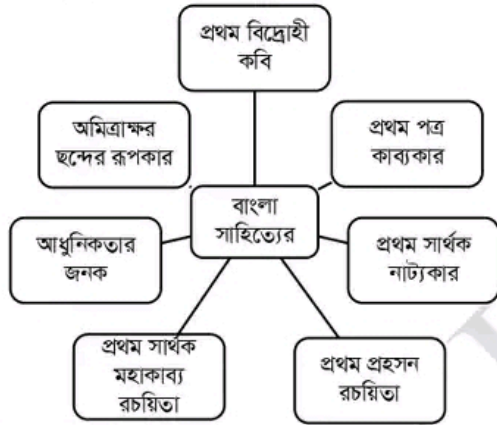 প্রথম বিদ্রোহী
কবি
অমিত্রাক্ষর
ছন্দের রূপকার
প্রথম পত্র
কাব্যকার
বাংলা
সাহিত্যের
আধুনিকতার
জনক
প্রথম সার্থক
নাট্যকার
প্রথম সার্থক
মহাকাব্য
রচয়িতা
প্রথম প্রহসন
রচয়িতা